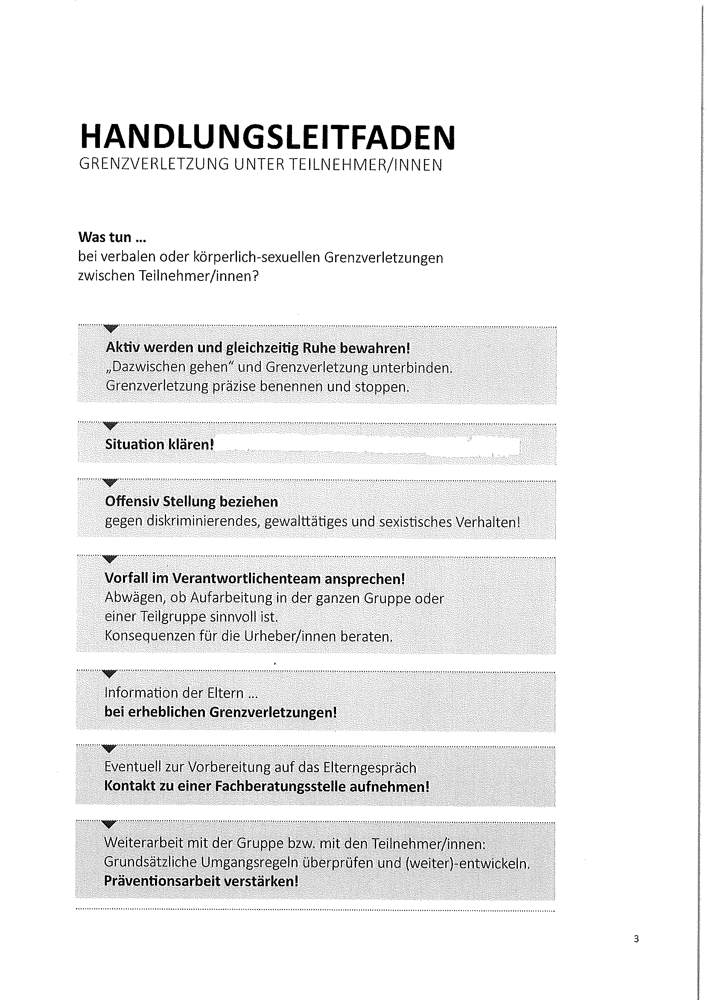 HANDLUNGSLEITFADEN
GRENZVERLETZUNG UNTER TEILNEHMER/INNEN
Was tun ...
bei verbalen oder körperlich-sexuellen Grenzverletzungen
zwischen Teilnehmer/innen?
Aktiv werden und gleichzeitig Ruhe bewahren!
„Dazwischen gehen“ und Grenzverletzung unterbinden.
Grenzverletzung präzise benennen und stoppen.
Situation klären!
Offensiv Stellung beziehen
gegen diskriminierendes, gewalttätiges und sexistisches Verhalten!
Vorfall im Verantwortlichenteam ansprechen!
Abwägen, ob Aufarbeitung in der ganzen Gruppe oder
einer Teilgruppe sinnvoll ist.
Konsequenzen für die Urheber/innen beraten.
Information der Eltern ...
bei erheblichen Grenzverletzungen!
Eventuell zur Vorbereitung auf das Elterngespräch
Kontakt zu einer Fachberatungsstelle aufnehmen!
Weiterarbeit mit der Gruppe bzw. mit den Teilnehmer/innen:
Grundsätzliche Umgangsregeln überprüfen und (weiter)-entwickeln.
Präventionsarbeit verstärken!
3